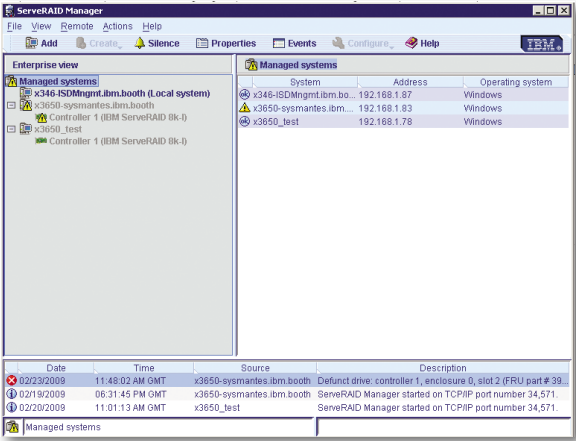 ServeRAID Manager
File View Remote Actions Help
Add Create Silence Properties Events Configure Help IBM
Enterprise view
Managed systems
x346-ISDMngmt.ibm.booth (Local system)
x3650-sysmantes.ibm.booth
Controller 1 (IBM ServeRAID 8k-l)
x3650_test
Controller 1 (IBM ServeRAID 8k-l)
Managed systems
System Address Operating system
x346-ISDMngmt.ibm.bo... 192.168.1.87 Windows
x3650-sysmantes.ibm.... 192.168.1.83 Windows
x3650_test 192.168.1.78 Windows
Date Time Source Description
02/23/2009 11:48:02 AM GMT x3650-sysmantes.ibm.booth Defunct drive: controller 1, enclosure 0, slot 2 (FRU part # 39...
02/19/2009 06:31:45 PM GMT x3650-sysmantes.ibm.booth ServeRAID Manager started on TCP/IP port number 34,571.
02/20/2009 11:01:13 AM GMT x3650_test ServeRAID Manager started on TCP/IP port number 34,571.
Managed systems